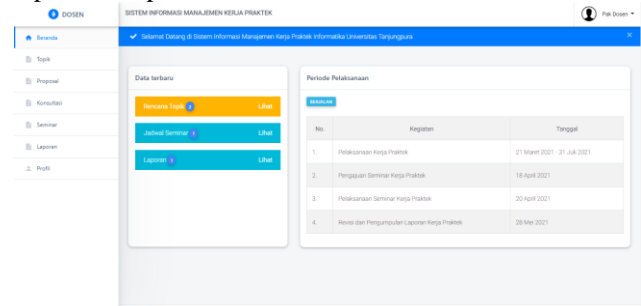 DOSEN
SISTEM INFORMASI MANAJEMEN KERJA PRAKTEK
Pak Dosen
Beranda
Topik
Proposal
Konsultasi
Seminar
Laporan
Profil
Selamat Datang di Sistem Informasi Manajemen Kerja Praktek Informatika Universitas Tanjungpura
×
Data terbaru
Rencana Topik Lihat
Jadwal Seminar Lihat
Laporan Lihat
Periode Pelaksanaan
BERJALAN
No. Kegiatan Tanggal
1. Pelaksanaan Kerja Praktek 21 Maret 2021 - 31 Juli 2021
2. Pengajuan Seminar Kerja Praktek 18 April 2021
3. Pelaksanaan Seminar Kerja Praktek 20 April 2021
4. Revisi dan Pengumpulan Laporan Kerja Praktek 28 Mei 2021